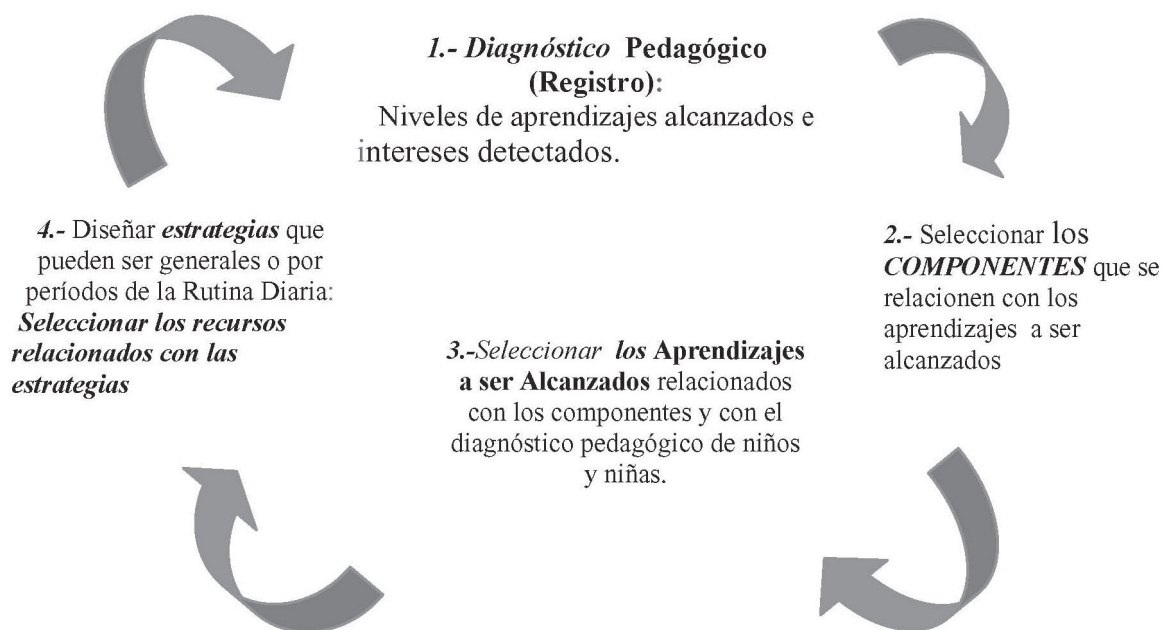 1.- Diagnóstico Pedagógico
(Registro):
Niveles de aprendizajes alcanzados e
intereses detectados.
2.- Seleccionar los
COMPONENTES que se
relacionen con los
aprendizajes a ser
alcanzados
3.-Seleccionar los Aprendizajes
a ser Alcanzados relacionados
con los componentes y con el
diagnóstico pedagógico de niños
y niñas.
4.- Diseñar estrategias que
pueden ser generales o por
períodos de la Rutina Diaria:
Seleccionar los recursos
relacionados con las
estrategias